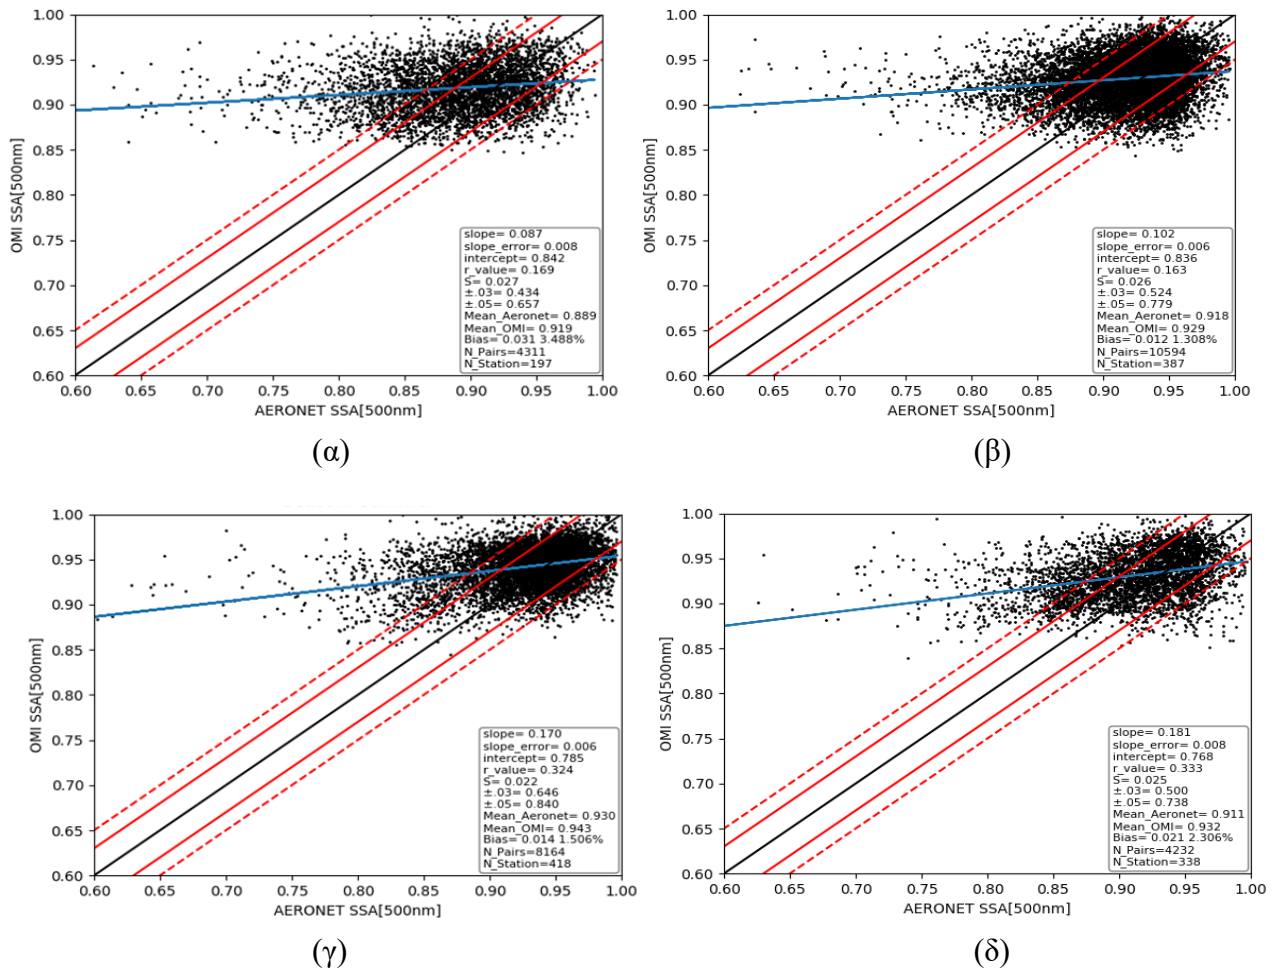 1.00
0.95
0.90
0.85
0.80
0.75
0.70
0.65
0.60
OMI SSA[500nm]
slope= 0.087
slope_error= 0.008
intercept= 0.842
r_value= 0.169
S= 0.027
±.03= 0.434
±.05= 0.657
Mean_Aeronet= 0.889
Mean_OMI= 0.919
Bias= 0.031 3.488%
N_Pairs=4311
N_Station=197
0.60 0.65 0.70 0.75 0.80 0.85 0.90 0.95 1.00
AERONET SSA[500nm]
(α)
1.00
0.95
0.90
0.85
0.80
0.75
0.70
0.65
0.60
OMI SSA[500nm]
slope= 0.102
slope_error= 0.006
intercept= 0.836
r_value= 0.163
S= 0.026
±.03= 0.524
±.05= 0.779
Mean_Aeronet= 0.918
Mean_OMI= 0.929
Bias= 0.012 1.308%
N_Pairs=10594
N_Station=387
0.60 0.65 0.70 0.75 0.80 0.85 0.90 0.95 1.00
AERONET SSA[500nm]
(β)
1.00
0.95
0.90
0.85
0.80
0.75
0.70
0.65
0.60
OMI SSA[500nm]
slope= 0.170
slope_error= 0.006
intercept= 0.785
r_value= 0.324
S= 0.022
±.03= 0.646
±.05= 0.840
Mean_Aeronet= 0.930
Mean_OMI= 0.943
Bias= 0.014 1.506%
N_Pairs=8164
N_Station=418
0.60 0.65 0.70 0.75 0.80 0.85 0.90 0.95 1.00
AERONET SSA[500nm]
(γ)
1.00
0.95
0.90
0.85
0.80
0.75
0.70
0.65
0.60
OMI SSA[500nm]
slope= 0.181
slope_error= 0.008
intercept= 0.768
r_value= 0.333
S= 0.025
±.03= 0.500
±.05= 0.738
Mean_Aeronet= 0.911
Mean_OMI= 0.932
Bias= 0.021 2.306%
N_Pairs=4232
N_Station=338
0.60 0.65 0.70 0.75 0.80 0.85 0.90 0.95 1.00
AERONET SSA[500nm]
(δ)